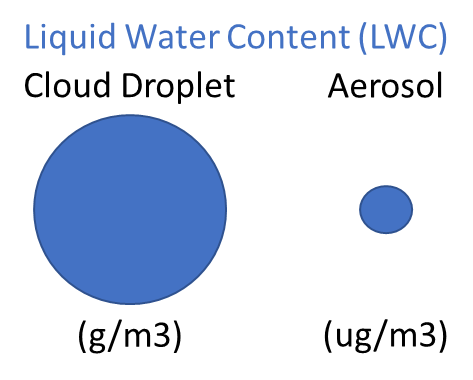 Liquid Water Content (LWC)
Cloud Droplet Aerosol
(g/m3) (ug/m3)